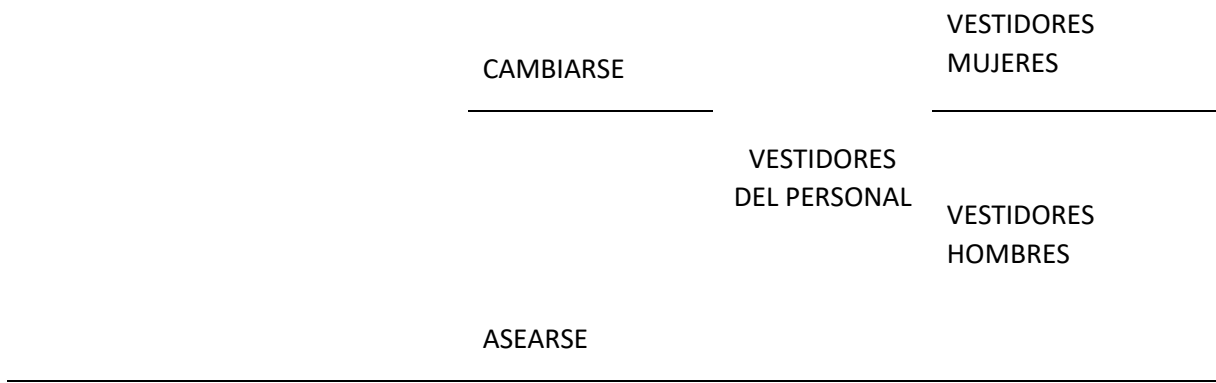 CAMBIARSE
VESTIDORES
MUJERES
VESTIDORES
DEL PERSONAL
VESTIDORES
HOMBRES
ASEARSE